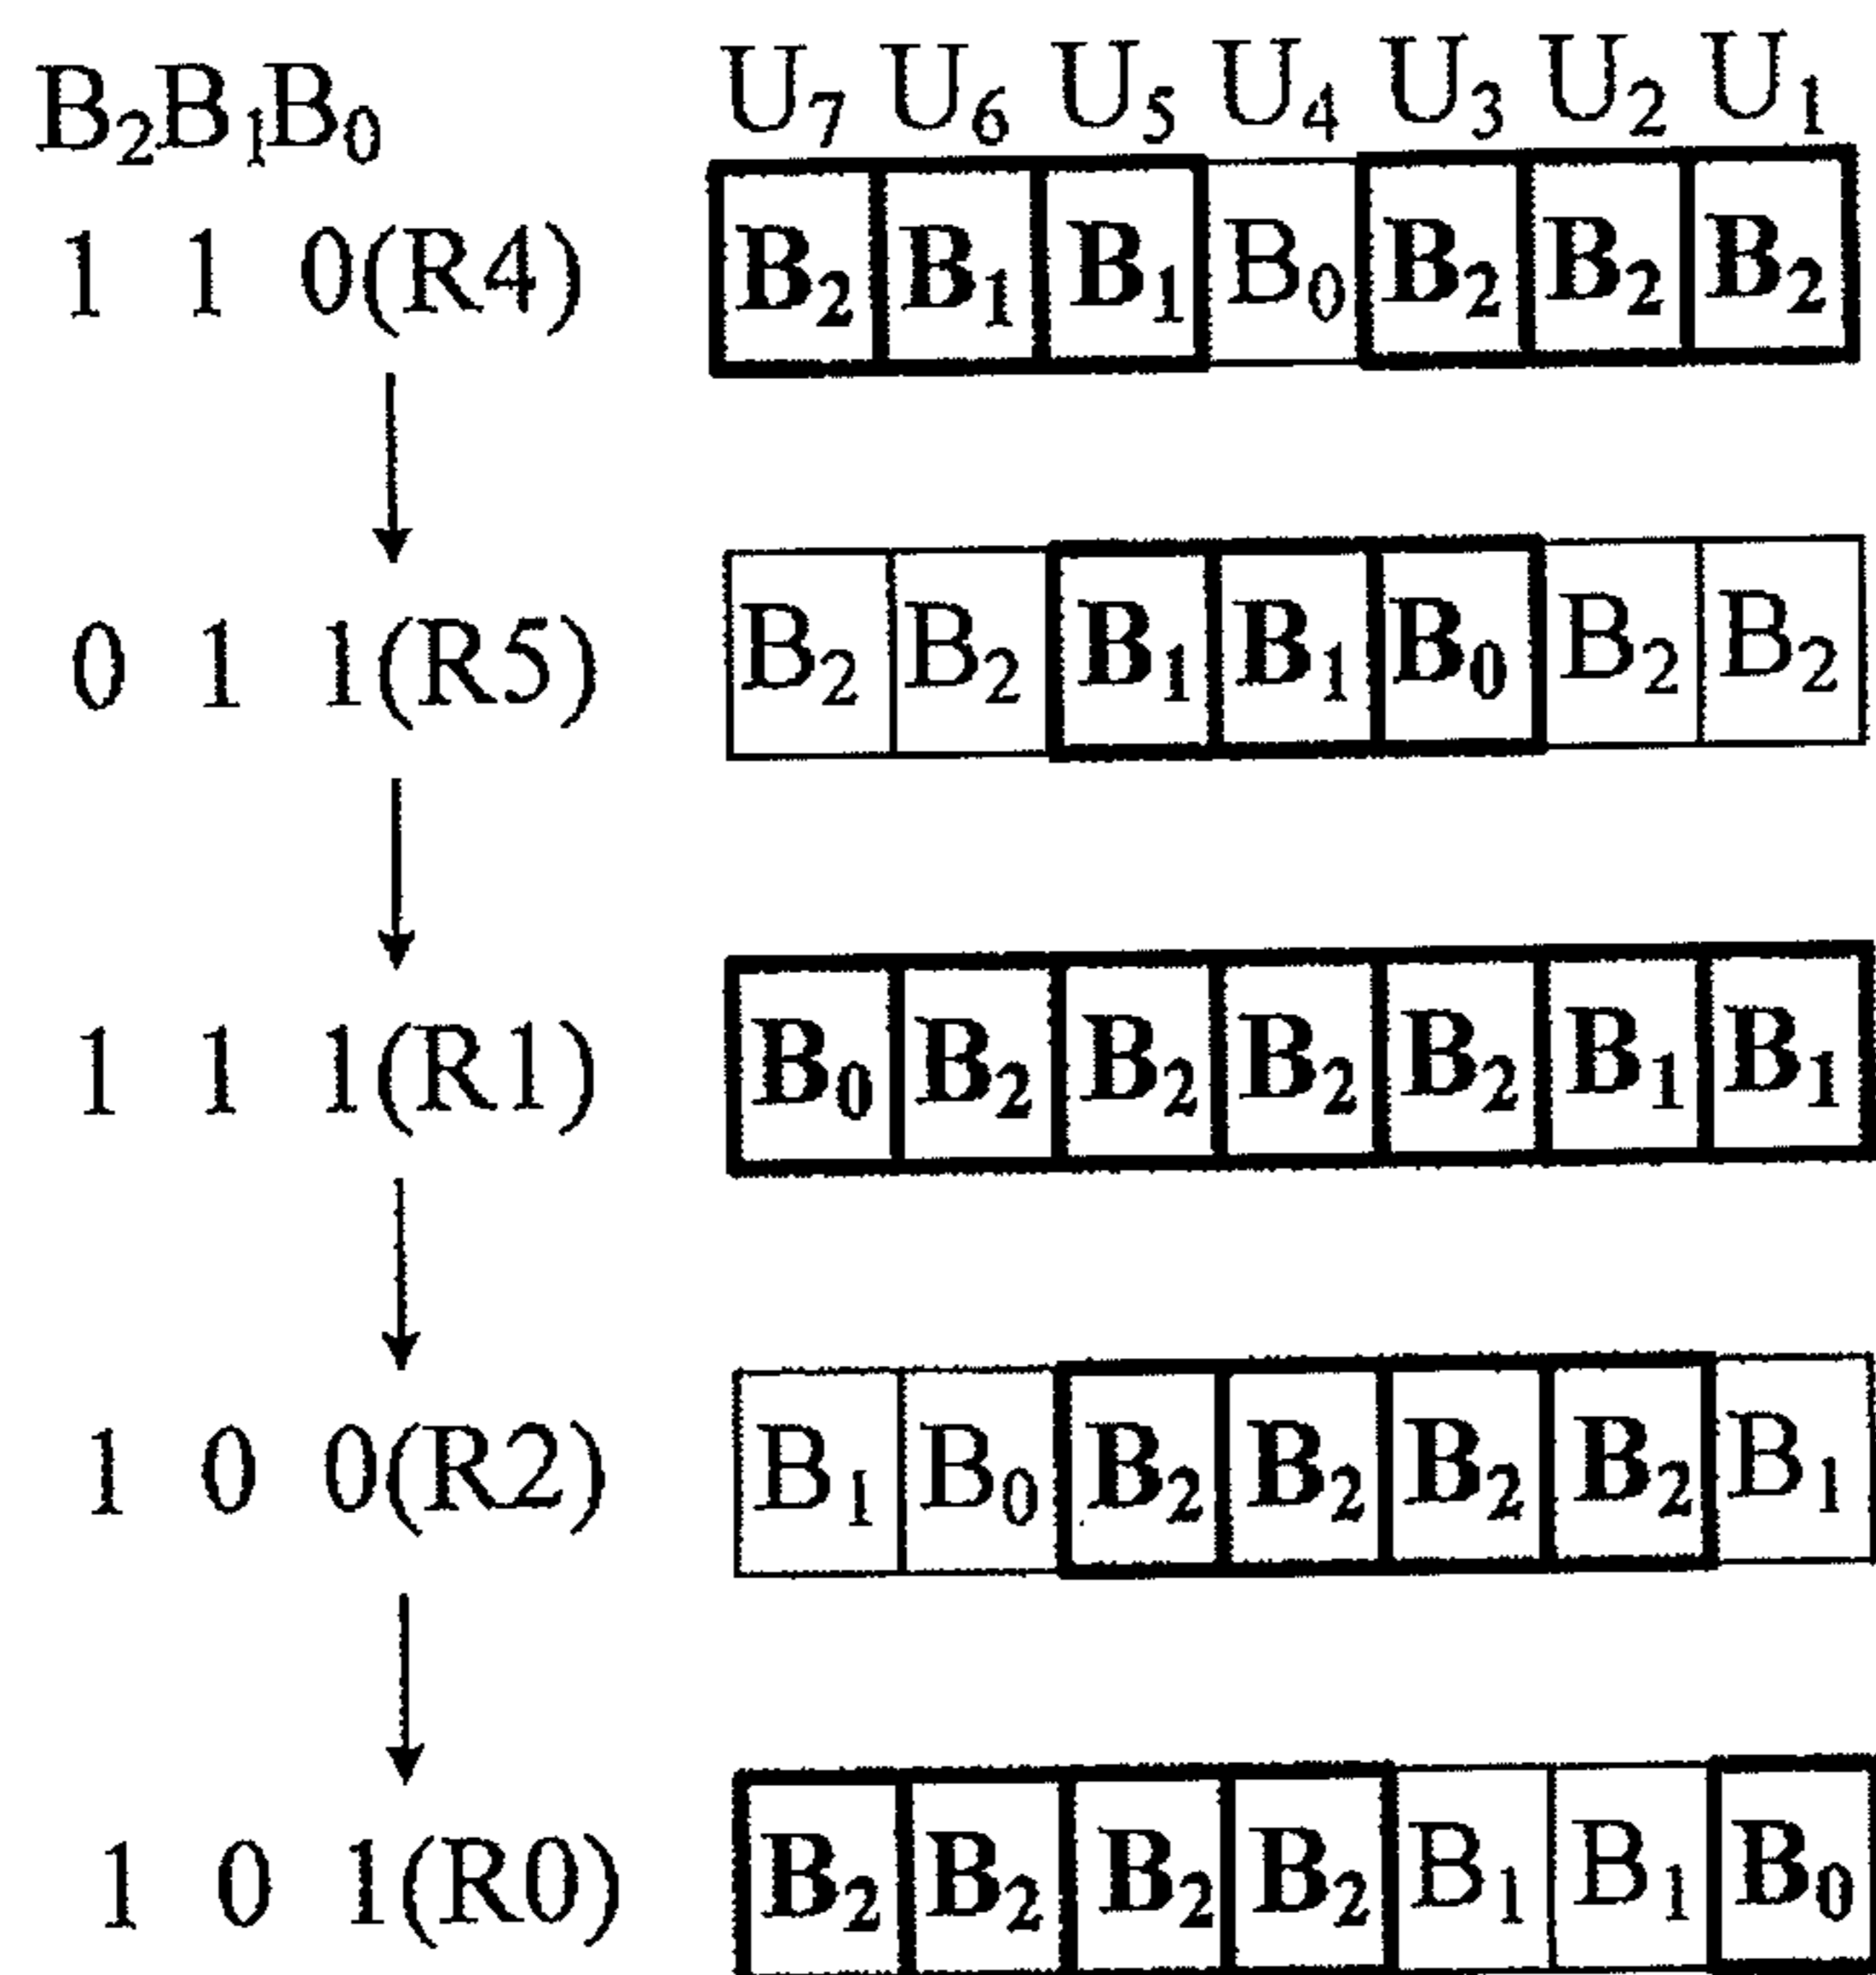 B₂B₁B₀ U₇ U₆ U₅ U₄ U₃ U₂ U₁
1 1 0(R4) B₂ B₁ B₁ B₀ B₂ B₂ B₂
0 1 1(R5) B₂ B₂ B₁ B₁ B₀ B₂ B₂
1 1 1(R1) B₀ B₂ B₂ B₂ B₂ B₁ B₁
1 0 0(R2) B₁ B₀ B₂ B₂ B₂ B₂ B₁
1 0 1(R0) B₂ B₂ B₂ B₂ B₁ B₁ B₀